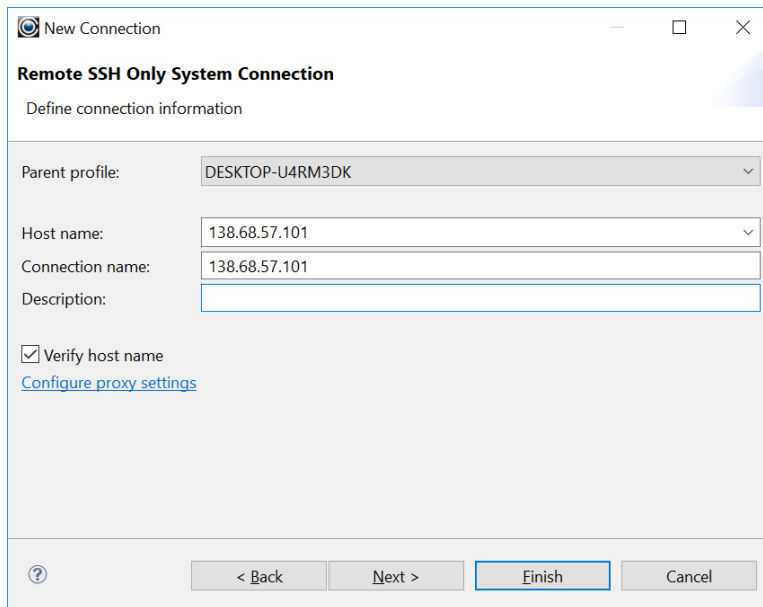 New Connection
Remote SSH Only System Connection
Define connection information
Parent profile: DESKTOP-U4RM3DK
Host name: 138.68.57.101
Connection name: 138.68.57.101
Description:
Verify host name
Configure proxy settings
? < Back Next > Finish Cancel